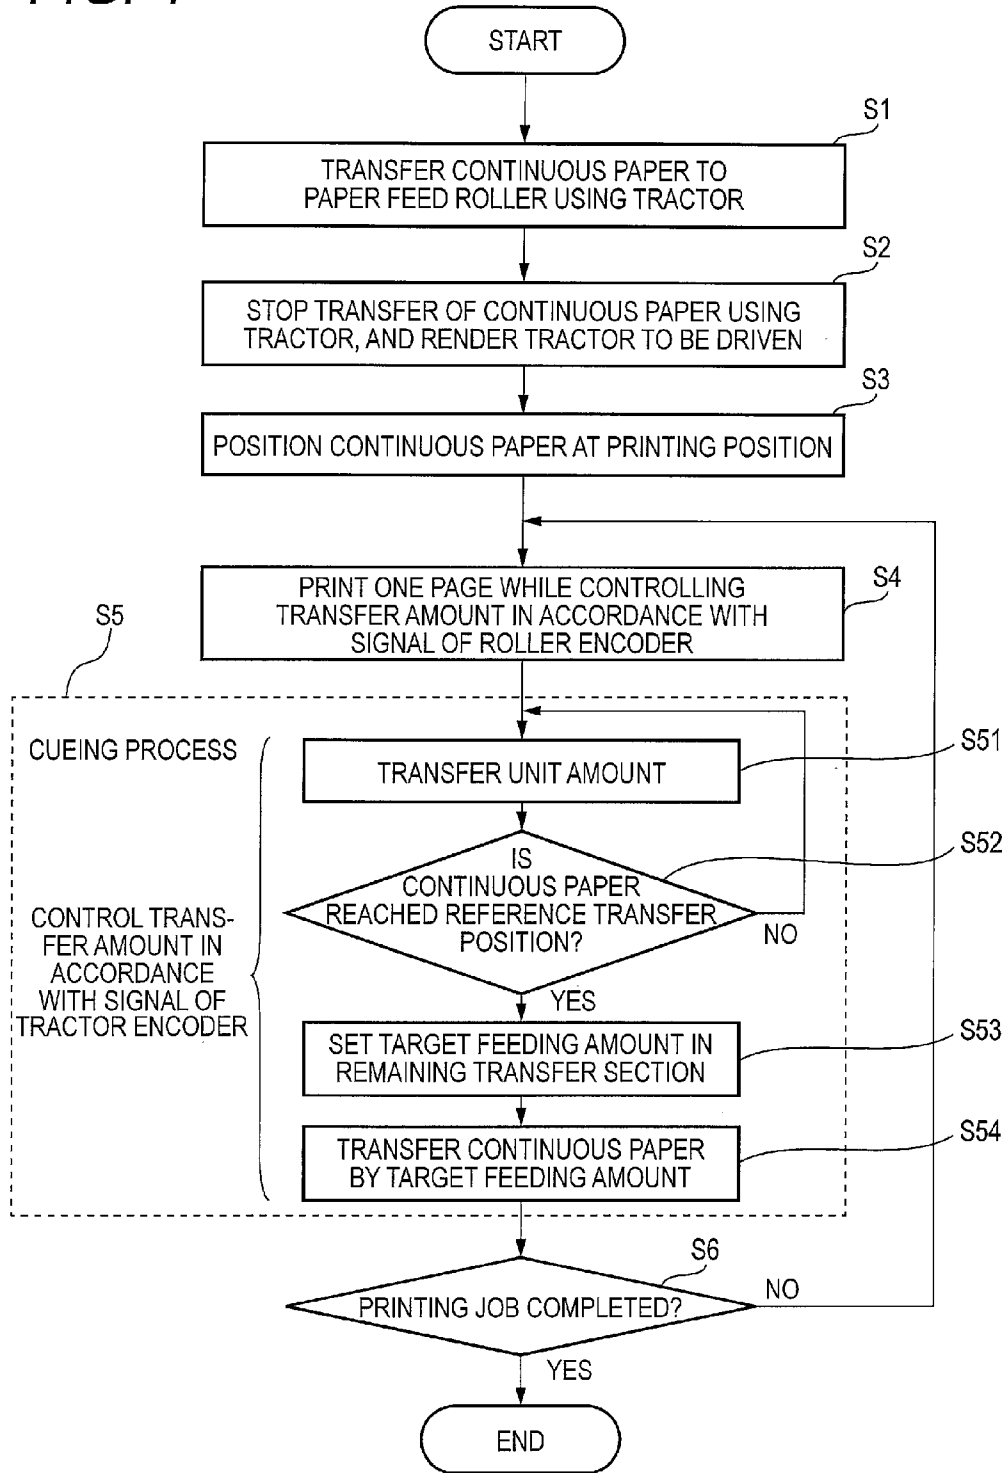 START
S1
TRANSFER CONTINUOUS PAPER TO
PAPER FEED ROLLER USING TRACTOR
S2
STOP TRANSFER OF CONTINUOUS PAPER USING
TRACTOR, AND RENDER TRACTOR TO BE DRIVEN
S3
POSITION CONTINUOUS PAPER AT PRINTING POSITION
S4
PRINT ONE PAGE WHILE CONTROLLING
TRANSFER AMOUNT IN ACCORDANCE WITH
SIGNAL OF ROLLER ENCODER
S5
CUEING PROCESS
S51
TRANSFER UNIT AMOUNT
S52
IS
CONTINUOUS PAPER
REACHED REFERENCE TRANSFER
POSITION?
NO
YES
CONTROL TRANS-
FER AMOUNT IN
ACCORDANCE
WITH SIGNAL OF
TRACTOR ENCODER
S53
SET TARGET FEEDING AMOUNT IN
REMAINING TRANSFER SECTION
S54
TRANSFER CONTINUOUS PAPER
BY TARGET FEEDING AMOUNT
S6
PRINTING JOB COMPLETED?
NO
YES
END